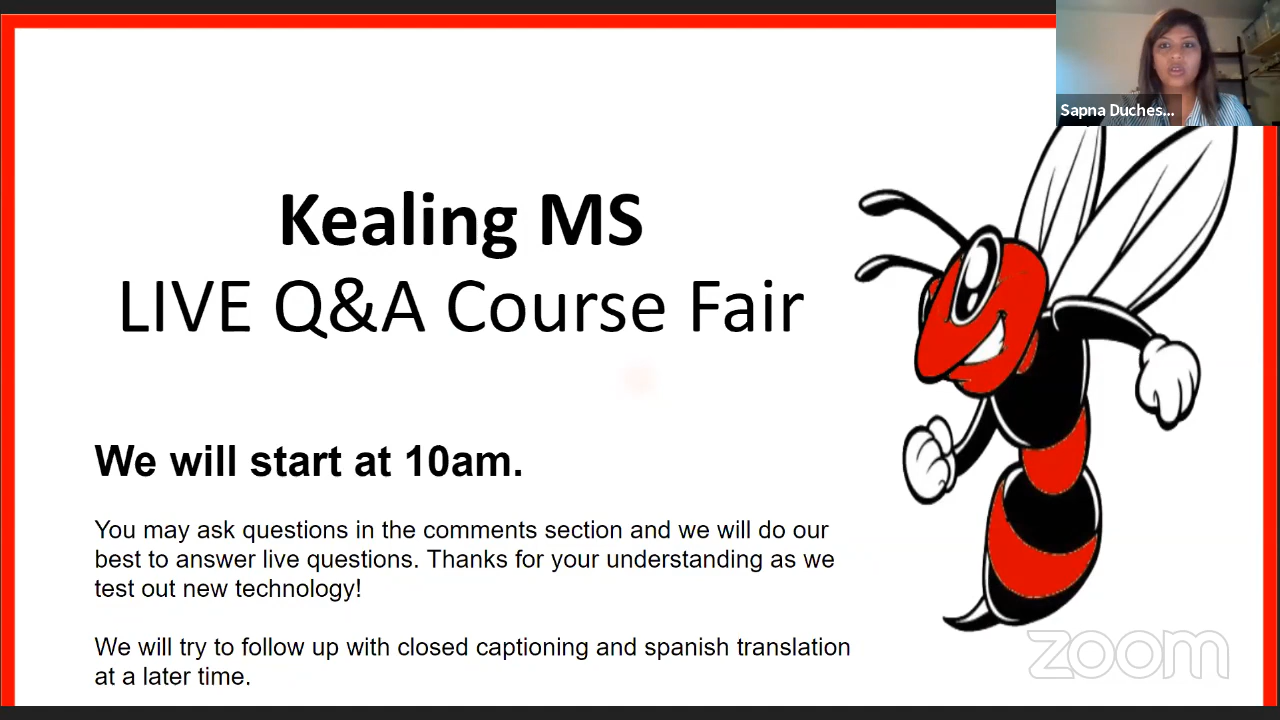 Sapna Duches...
Kealing MS
LIVE Q&A Course Fair
We will start at 10am.
You may ask questions in the comments section and we will do our
best to answer live questions. Thanks for your understanding as we
test out new technology!
We will try to follow up with closed captioning and spanish translation
at a later time.
zoom